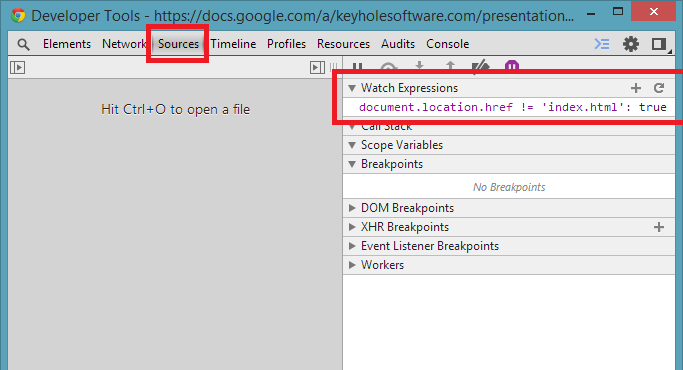 Developer Tools - https://docs.google.com/a/keyholesoftware.com/presentation...
Elements Network Sources Timeline Profiles Resources Audits Console
Hit Ctrl+O to open a file
Watch Expressions
document.location.href != 'index.html': true
Call Stack
Scope Variables
Breakpoints
No Breakpoints
DOM Breakpoints
XHR Breakpoints
Event Listener Breakpoints
Workers